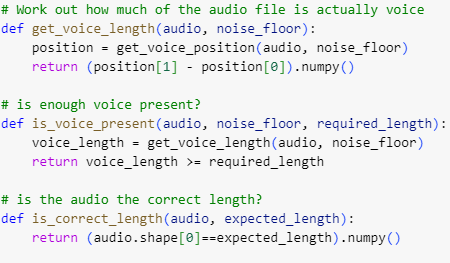 # Work out how much of the audio file is actually voice
def get_voice_length(audio, noise_floor):
    position = get_voice_position(audio, noise_floor)
    return (position[1] - position[0]).numpy()

# is enough voice present?
def is_voice_present(audio, noise_floor, required_length):
    voice_length = get_voice_length(audio, noise_floor)
    return voice_length >= required_length

# is the audio the correct length?
def is_correct_length(audio, expected_length):
    return (audio.shape[0]==expected_length).numpy()